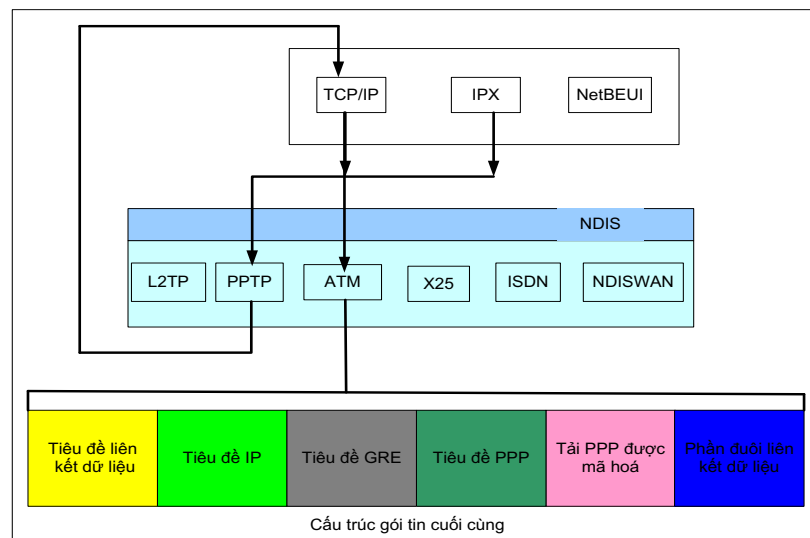 TCP/IP
IPX
NetBEUI
NDIS
L2TP
PPTP
ATM
X25
ISDN
NDISWAN
Tiêu đề liên
kết dữ liệu
Tiêu đề IP
Tiêu đề GRE
Tiêu đề PPP
Tải PPP được
mã hoá
Phần đuôi liên
kết dữ liệu
Cấu trúc gói tin cuối cùng